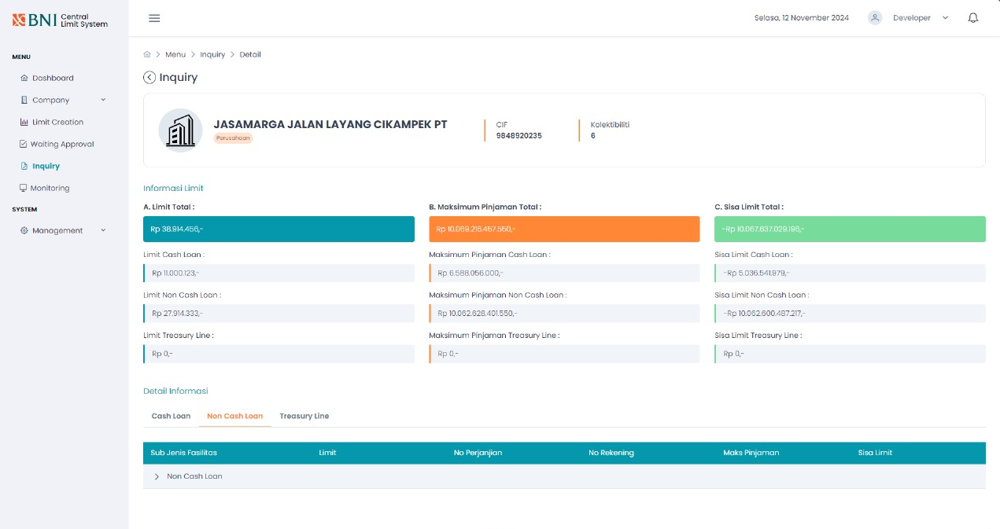 BNI Central
Limit System
Selasa, 12 November 2024
Developer
MENU
Dashboard
Company
Limit Creation
Waiting Approval
Inquiry
Monitoring
SYSTEM
Management
Menu > Inquiry > Detail
Inquiry
JASAMARGA JALAN LAYANG CIKAMPEK PT
Perusahaan
CIF
9848920235
Kolektibiliti
6
Informasi Limit
A. Limit Total :
Rp 38.914.456,-
Limit Cash Loan :
Rp 11.000.123,-
Limit Non Cash Loan :
Rp 27.914.333,-
Limit Treasury Line :
Rp 0,-
B. Maksimum Pinjaman Total :
Rp 10.069.216.457.550,-
Maksimum Pinjaman Cash Loan :
Rp 6.588.056.000,-
Maksimum Pinjaman Non Cash Loan :
Rp 10.062.628.401.550,-
Maksimum Pinjaman Treasury Line :
Rp 0,-
C. Sisa Limit Total :
-Rp 10.067.637.029.196,-
Sisa Limit Cash Loan :
-Rp 5.036.541.979,-
Sisa Limit Non Cash Loan :
-Rp 10.062.600.487.217,-
Sisa Limit Treasury Line :
Rp 0,-
Detail Informasi
Cash Loan Non Cash Loan Treasury Line
Sub Jenis Fasilitas Limit No Perjanjian No Rekening Maks Pinjaman Sisa Limit
Non Cash Loan